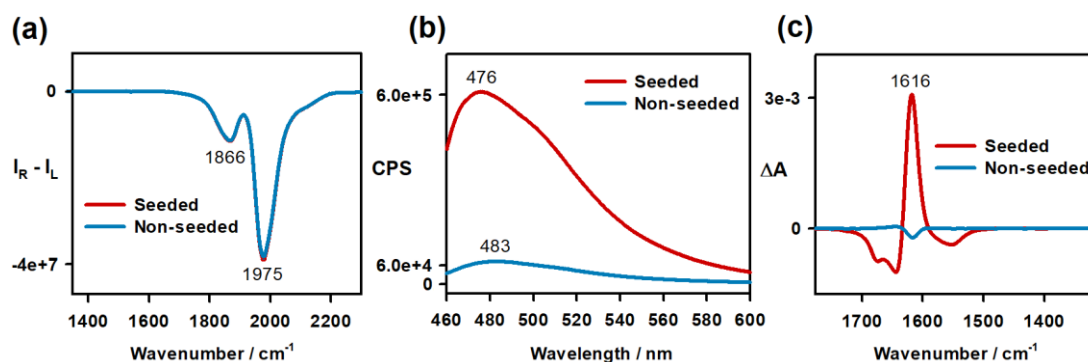 (a)
0
I_R - I_L
-4e+7
1866
1975
Seeded
Non-seeded
1400 1600 1800 2000 2200
Wavenumber / cm⁻¹
(b)
CPS
6.0e+5
6.0e+4
0
476
483
Seeded
Non-seeded
460 480 500 520 540 560 580 600
Wavelength / nm
(c)
ΔA
3e-3
0
1616
Seeded
Non-seeded
1700 1600 1500 1400
Wavenumber / cm⁻¹